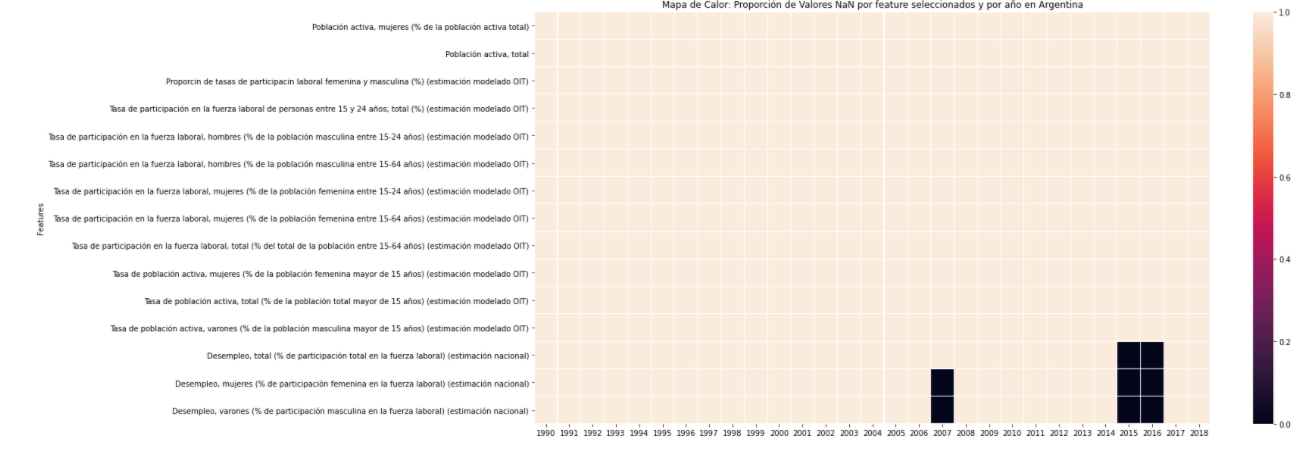 Mapa de Calor: Proporción de Valores NaN por feature seleccionados y por año en Argentina
Features
Población activa, mujeres (% de la población activa total)
Población activa, total
Proporcin de tasas de participacin laboral femenina y masculina (%) (estimación modelado OIT)
Tasa de participación en la fuerza laboral de personas entre 15 y 24 años; total (%) (estimación modelado OIT)
Tasa de participación en la fuerza laboral, hombres (% de la población masculina entre 15-24 años) (estimación modelado OIT)
Tasa de participación en la fuerza laboral, hombres (% de la población masculina entre 15-64 años) (estimación modelado OIT)
Tasa de participación en la fuerza laboral, mujeres (% de la población femenina entre 15-24 años) (estimación modelado OIT)
Tasa de participación en la fuerza laboral, mujeres (% de la población femenina entre 15-64 años) (estimación modelado OIT)
Tasa de participación en la fuerza laboral, total (% del total de la población entre 15-64 años) (estimación modelado OIT)
Tasa de población activa, mujeres (% de la población femenina mayor de 15 años) (estimación modelado OIT)
Tasa de población activa, total (% de la población total mayor de 15 años) (estimación modelado OIT)
Tasa de población activa, varones (% de la población masculina mayor de 15 años) (estimación modelado OIT)
Desempleo, total (% de participación total en la fuerza laboral) (estimación nacional)
Desempleo, mujeres (% de participación femenina en la fuerza laboral) (estimación nacional)
Desempleo, varones (% de participación masculina en la fuerza laboral) (estimación nacional)
1990 1991 1992 1993 1994 1995 1996 1997 1998 1999 2000 2001 2002 2003 2004 2005 2006 2007 2008 2009 2010 2011 2012 2013 2014 2015 2016 2017 2018
1.0
0.8
0.6
0.4
0.2
0.0